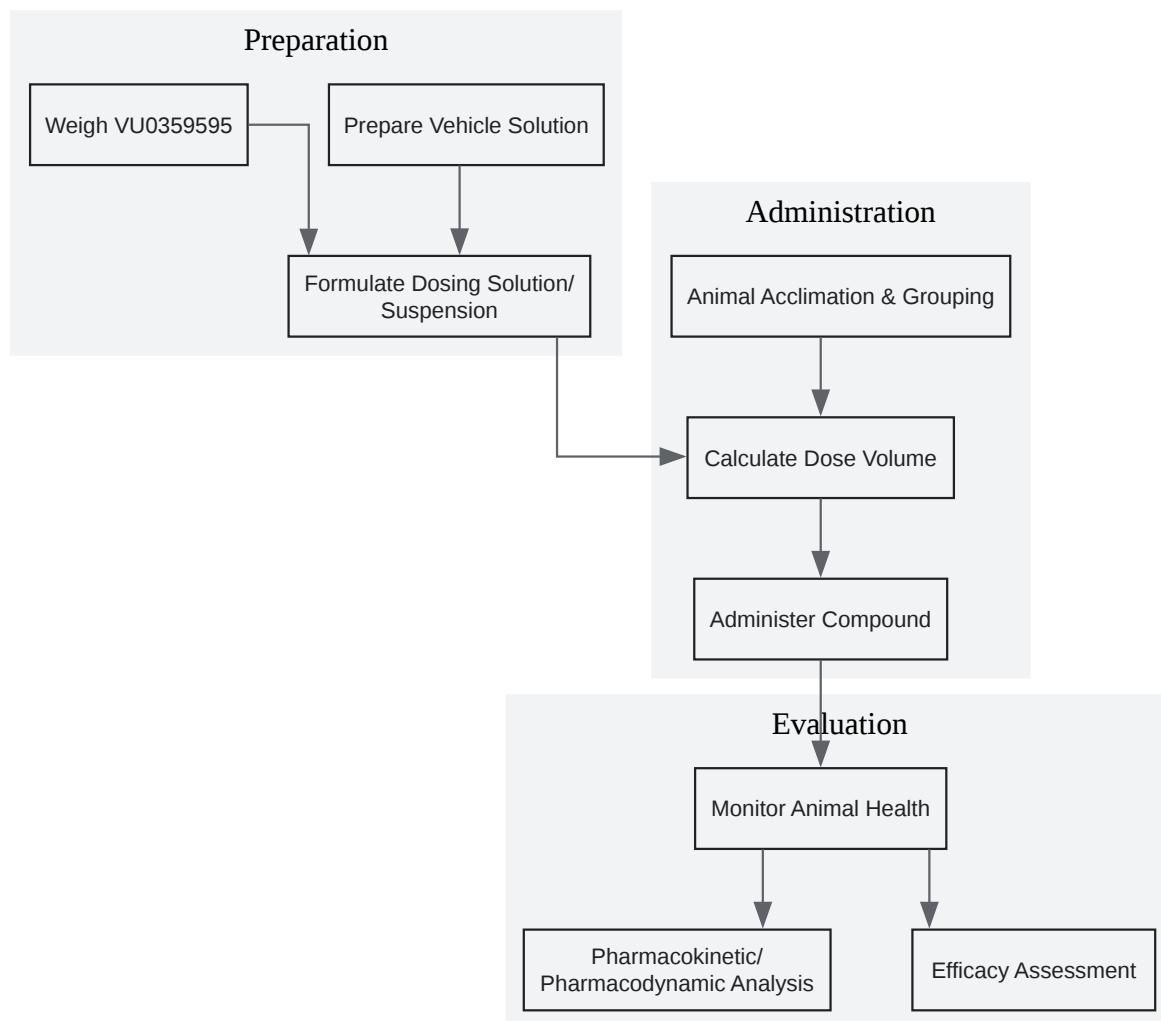 Preparation
Weigh VU0359595
Prepare Vehicle Solution
Formulate Dosing Solution/
Suspension
Administration
Animal Acclimation & Grouping
Calculate Dose Volume
Administer Compound
Evaluation
Monitor Animal Health
Pharmacokinetic/
Pharmacodynamic Analysis
Efficacy Assessment